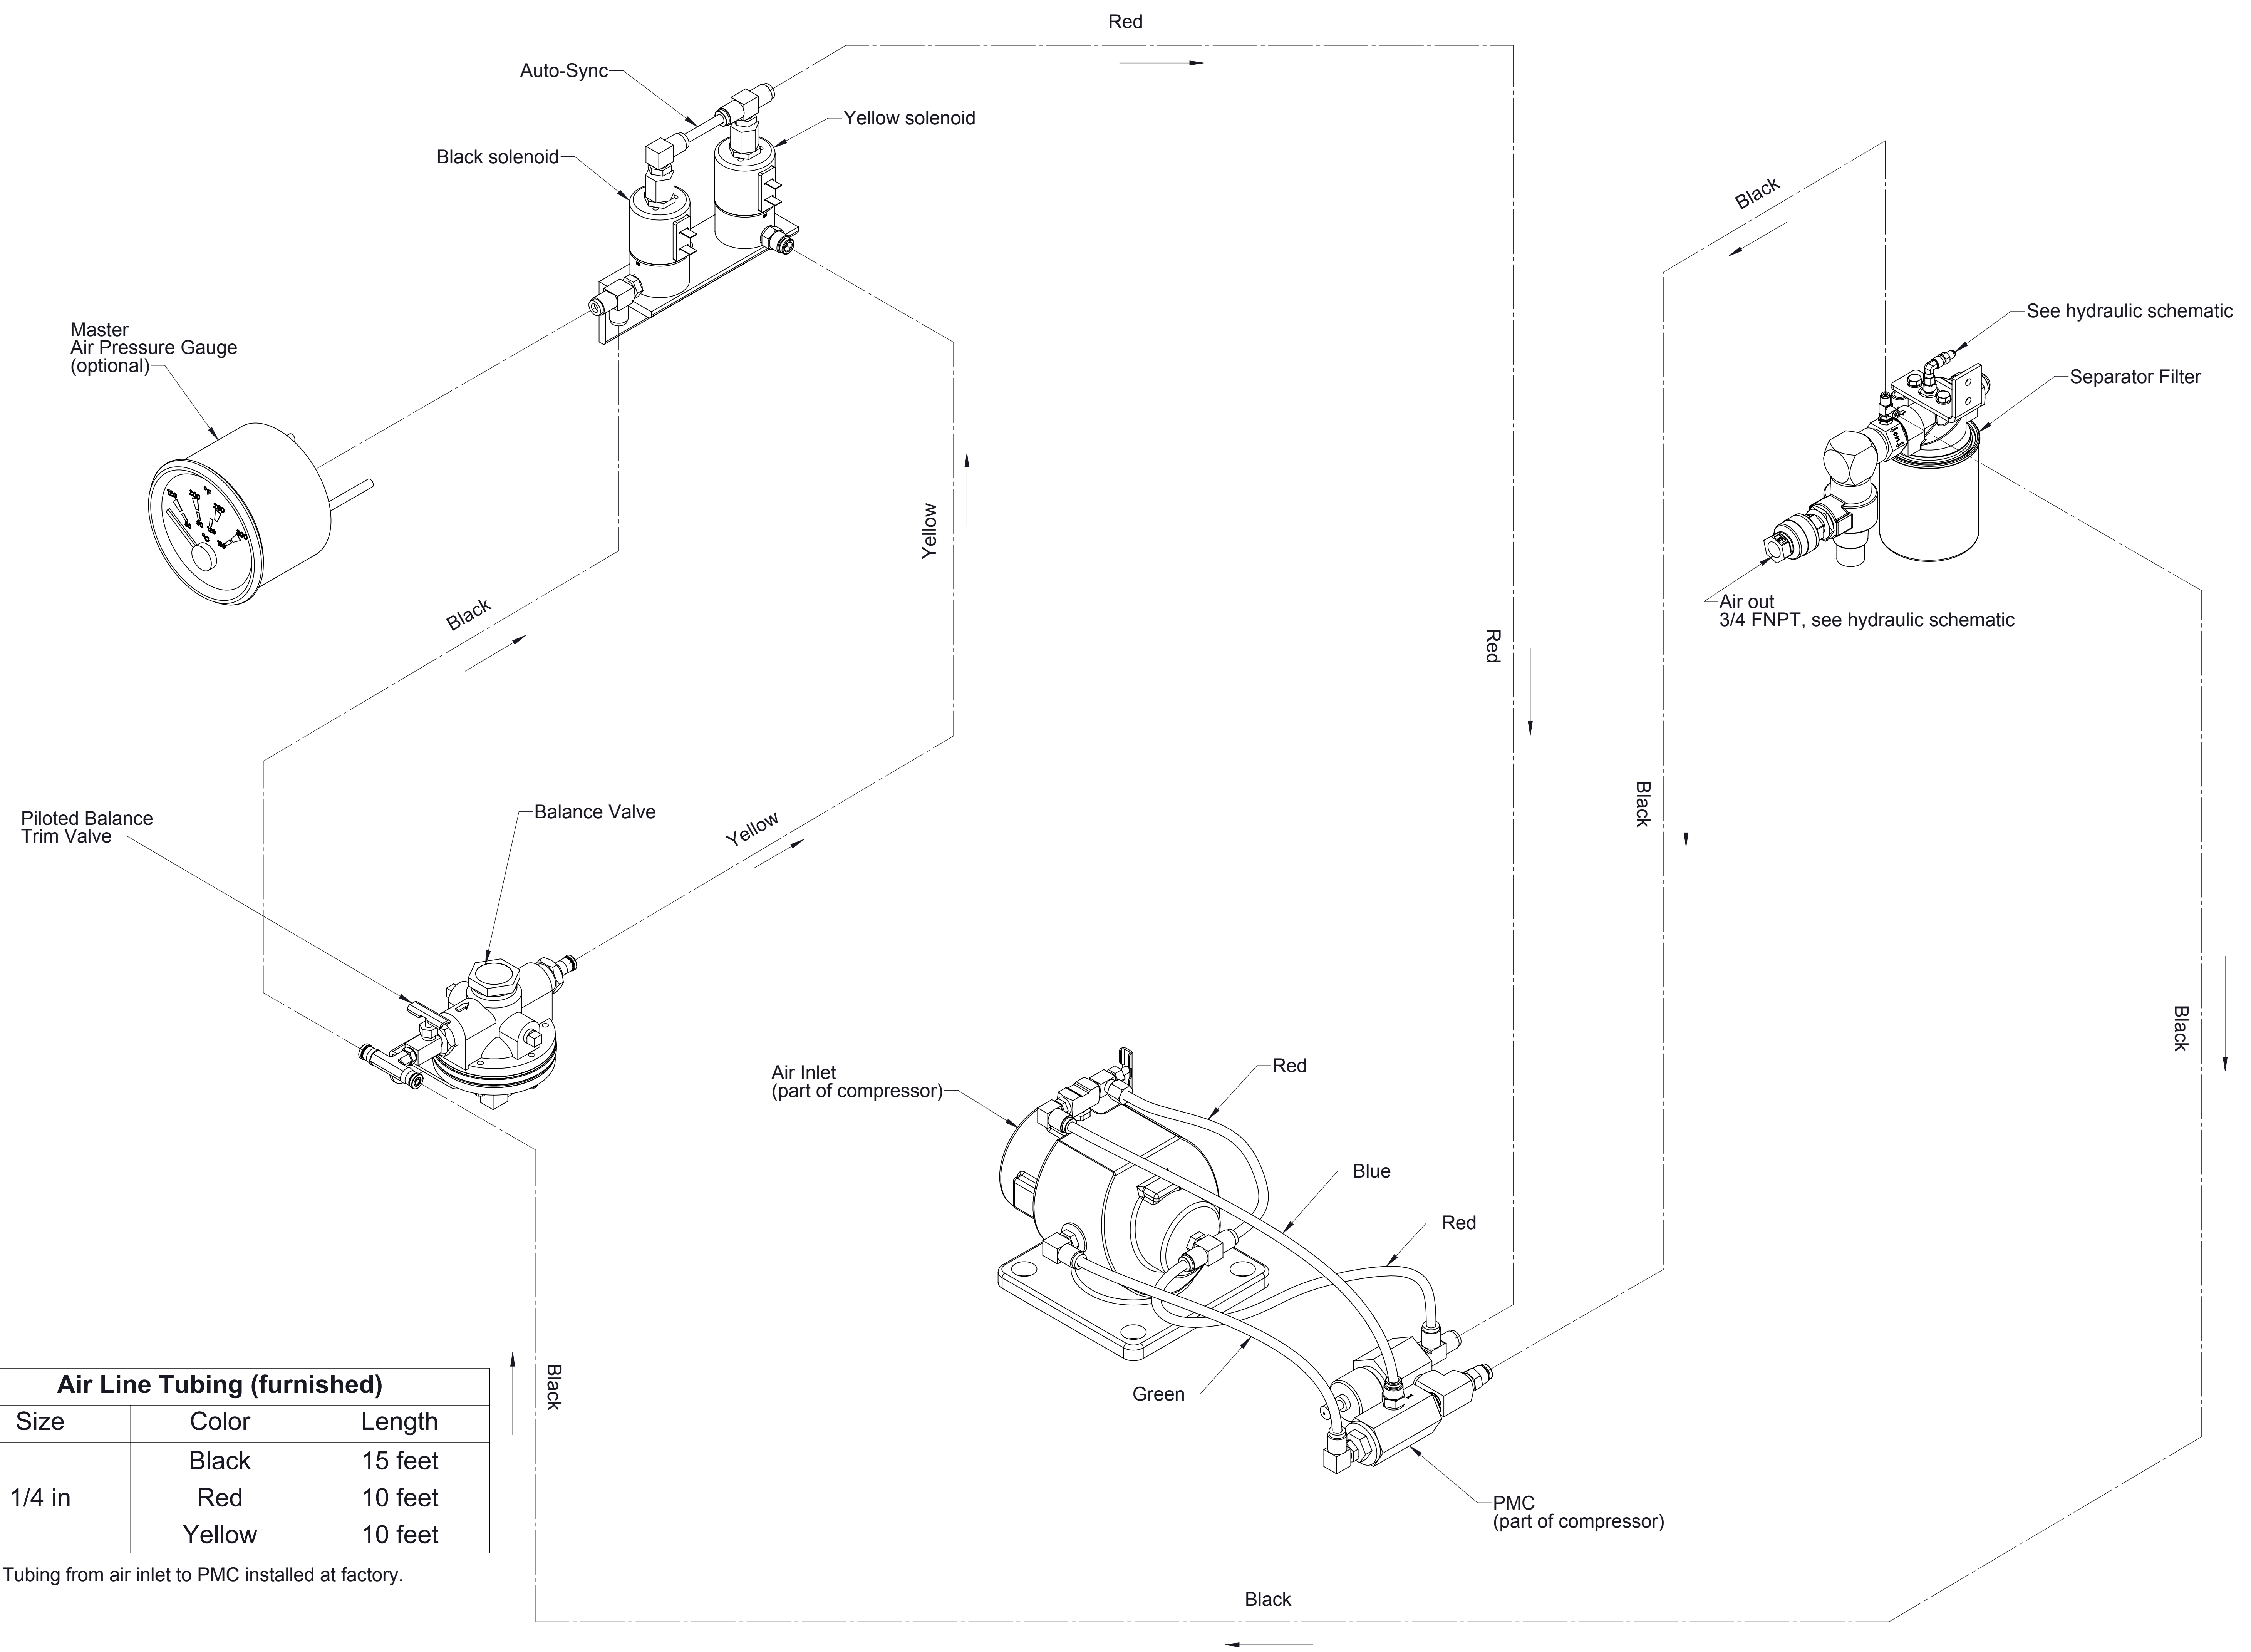 Red
Auto-Sync
Yellow solenoid
Black solenoid
Black
Master
Air Pressure Gauge
(optional)
See hydraulic schematic
Separator Filter
Yellow
Black
Air out
3/4 FNPT, see hydraulic schematic
Red
Black
Piloted Balance
Trim Valve
Balance Valve
Yellow
Black
Air Inlet
(part of compressor)
Red
Blue
Red
Green
PMC
(part of compressor)
Black
Air Line Tubing (furnished)
Size Color Length
1/4 in
Black 15 feet
Red 10 feet
Yellow 10 feet
Tubing from air inlet to PMC installed at factory.
Black